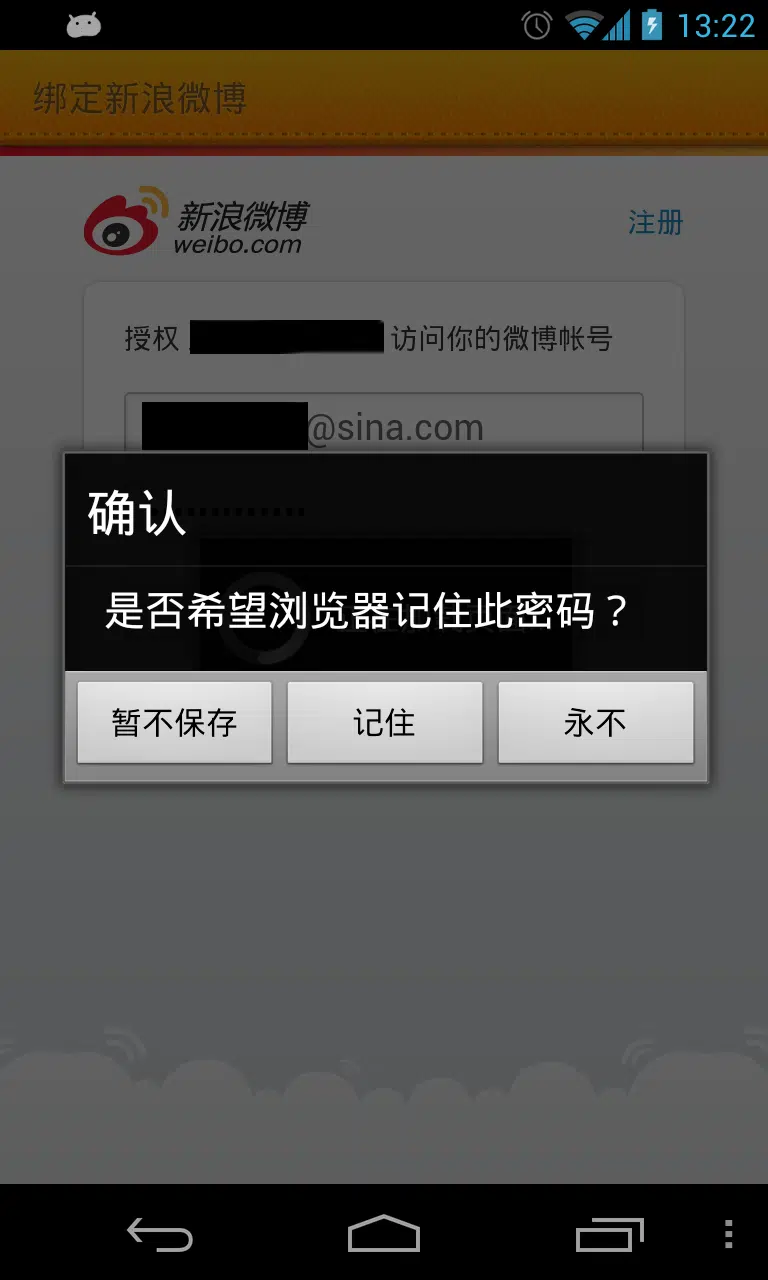 13:22
绑定新浪微博
新浪微博
weibo.com
注册
授权 访问你的微博帐号
@sina.com
确认
是否希望浏览器记住此密码？
暂不保存 记住 永不